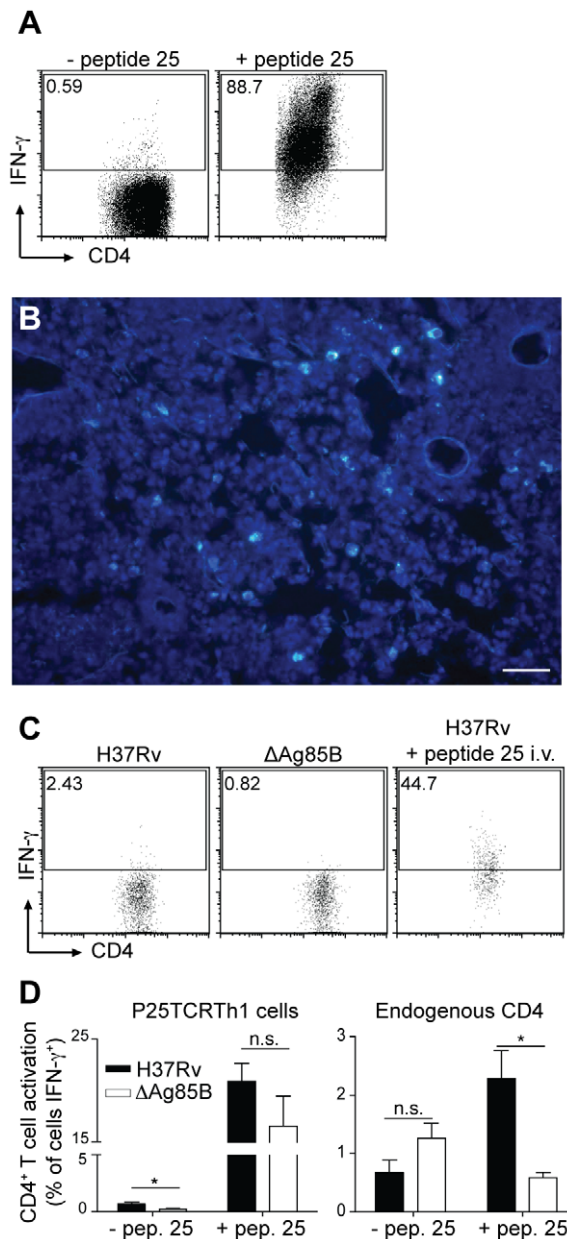 A
- peptide 25
+ peptide 25
0.59
88.7
IFN-γ
CD4
B
C
H37Rv
ΔAg85B
H37Rv
+ peptide 25 i.v.
2.43
0.82
44.7
IFN-γ
CD4
D
P25TCRTh1 cells
Endogenous CD4
CD4⁺ T cell activation
(% of cells IFN-γ⁺)
25
15
5
0
H37Rv
ΔAg85B
*
n.s.
- pep. 25
+ pep. 25
3
2
1
0
n.s.
*
- pep. 25
+ pep. 25